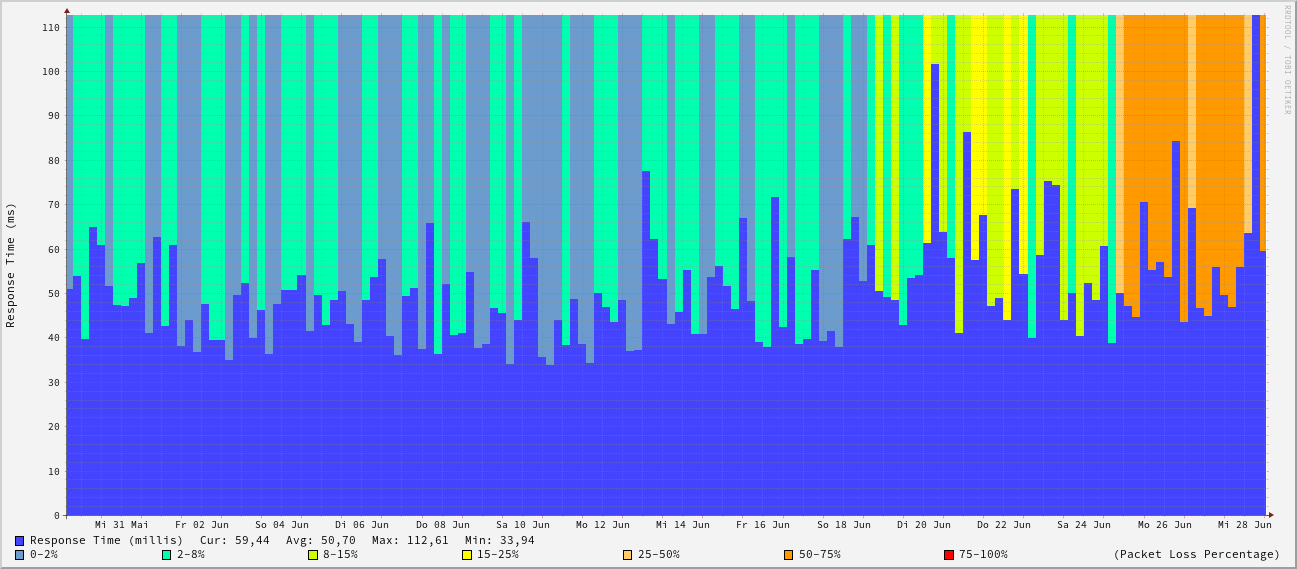 RRDTOOL / TOBI OETIKER
Response Time (ms)
110
100
90
80
70
60
50
40
30
20
10
0
Mi 31 Mai Fr 02 Jun So 04 Jun Di 06 Jun Do 08 Jun Sa 10 Jun Mo 12 Jun Mi 14 Jun Fr 16 Jun So 18 Jun Di 20 Jun Do 22 Jun Sa 24 Jun Mo 26 Jun Mi 28 Jun
Response Time (millis) Cur: 59,44 Avg: 50,70 Max: 112,61 Min: 33,94
0-2% 2-8% 8-15% 15-25% 25-50% 50-75% 75-100% (Packet Loss Percentage)